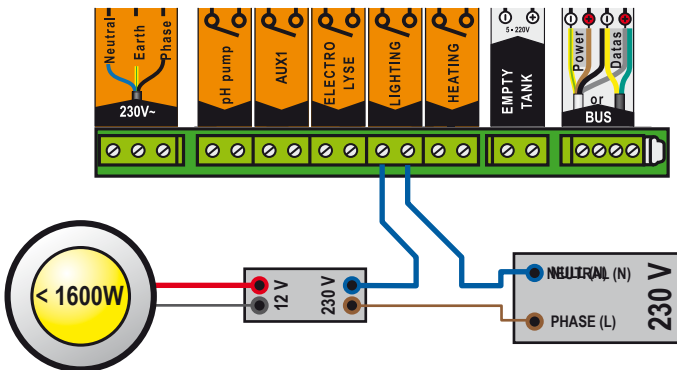 Neutral
Earth
Phase
230V~
pH pump
AUX1
ELECTRO
LYSE
LIGHTING
HEATING
5 - 220V
EMPTY
TANK
Power
Datas
or
BUS
< 1600W
12 V
230 V
NEUTRAL (N)
PHASE (L)
230 V